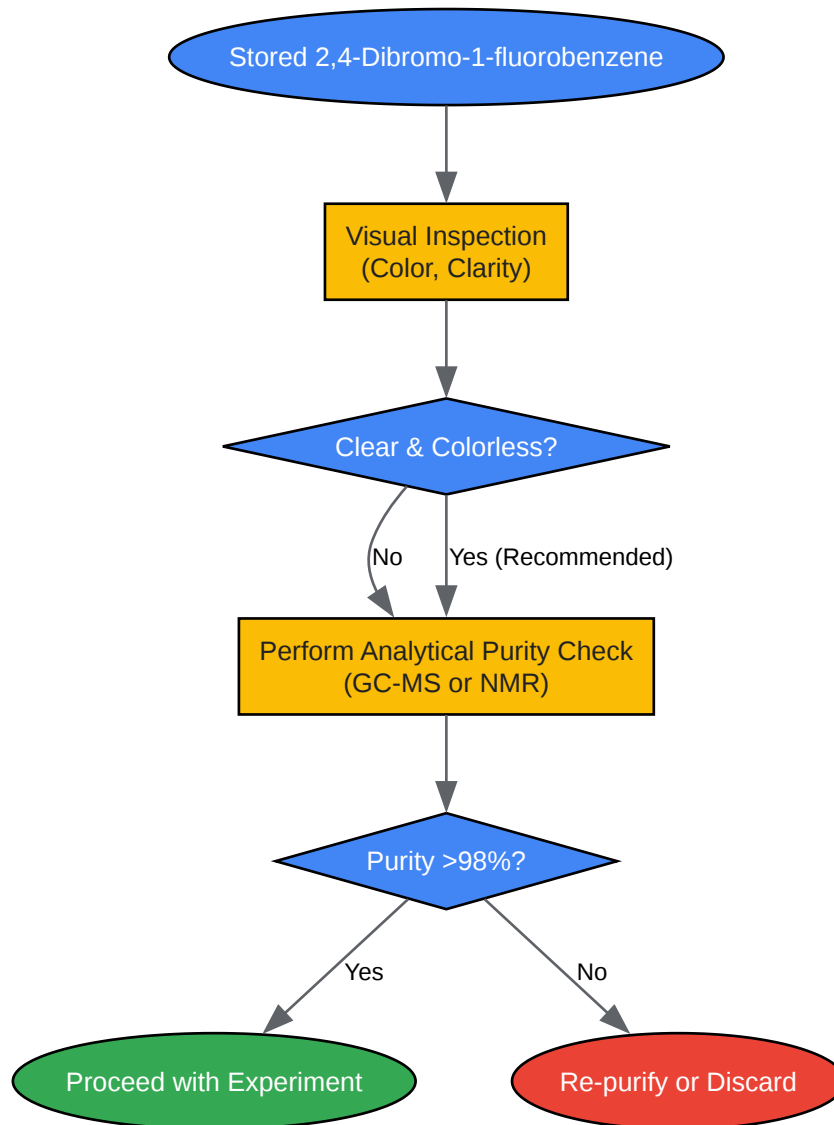 Stored 2,4-Dibromo-1-fluorobenzene
Visual Inspection
(Color, Clarity)
Clear & Colorless?
No
Yes (Recommended)
Perform Analytical Purity Check
(GC-MS or NMR)
Purity >98%?
Yes
No
Proceed with Experiment
Re-purify or Discard